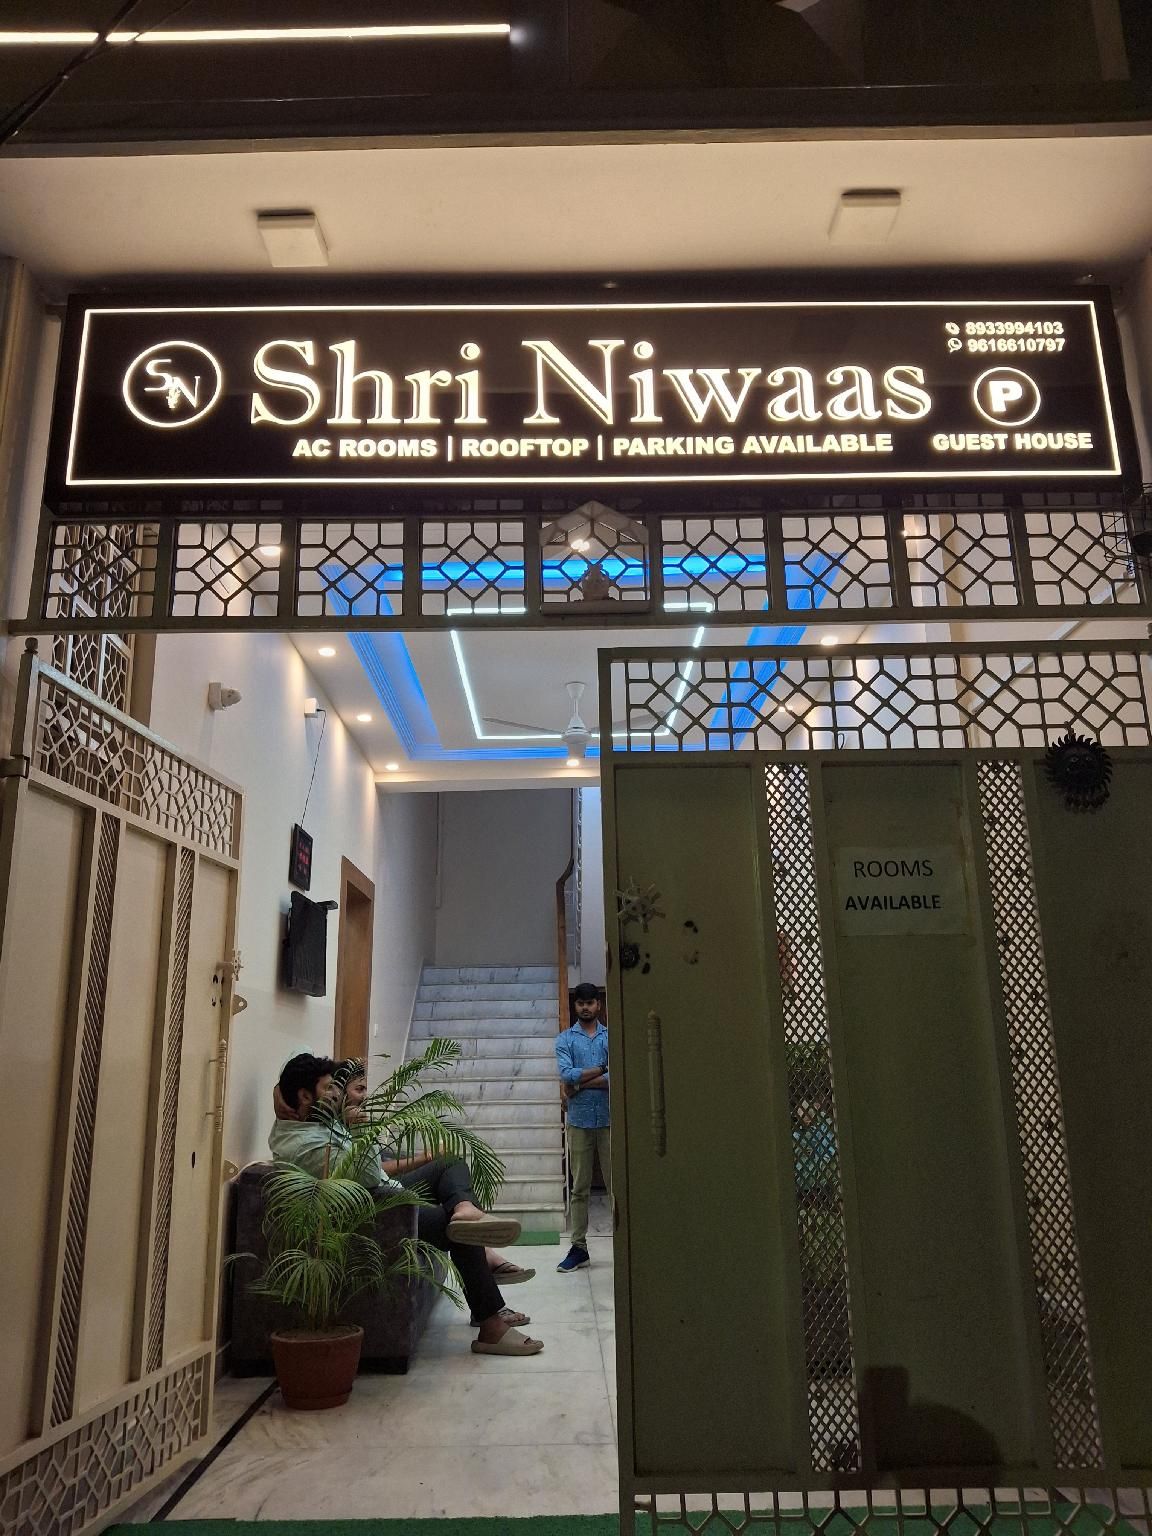 SN
Shri Niwaas
AC ROOMS | ROOFTOP | PARKING AVAILABLE
8933994103
9616610797
P
GUEST HOUSE
ROOMS
AVAILABLE